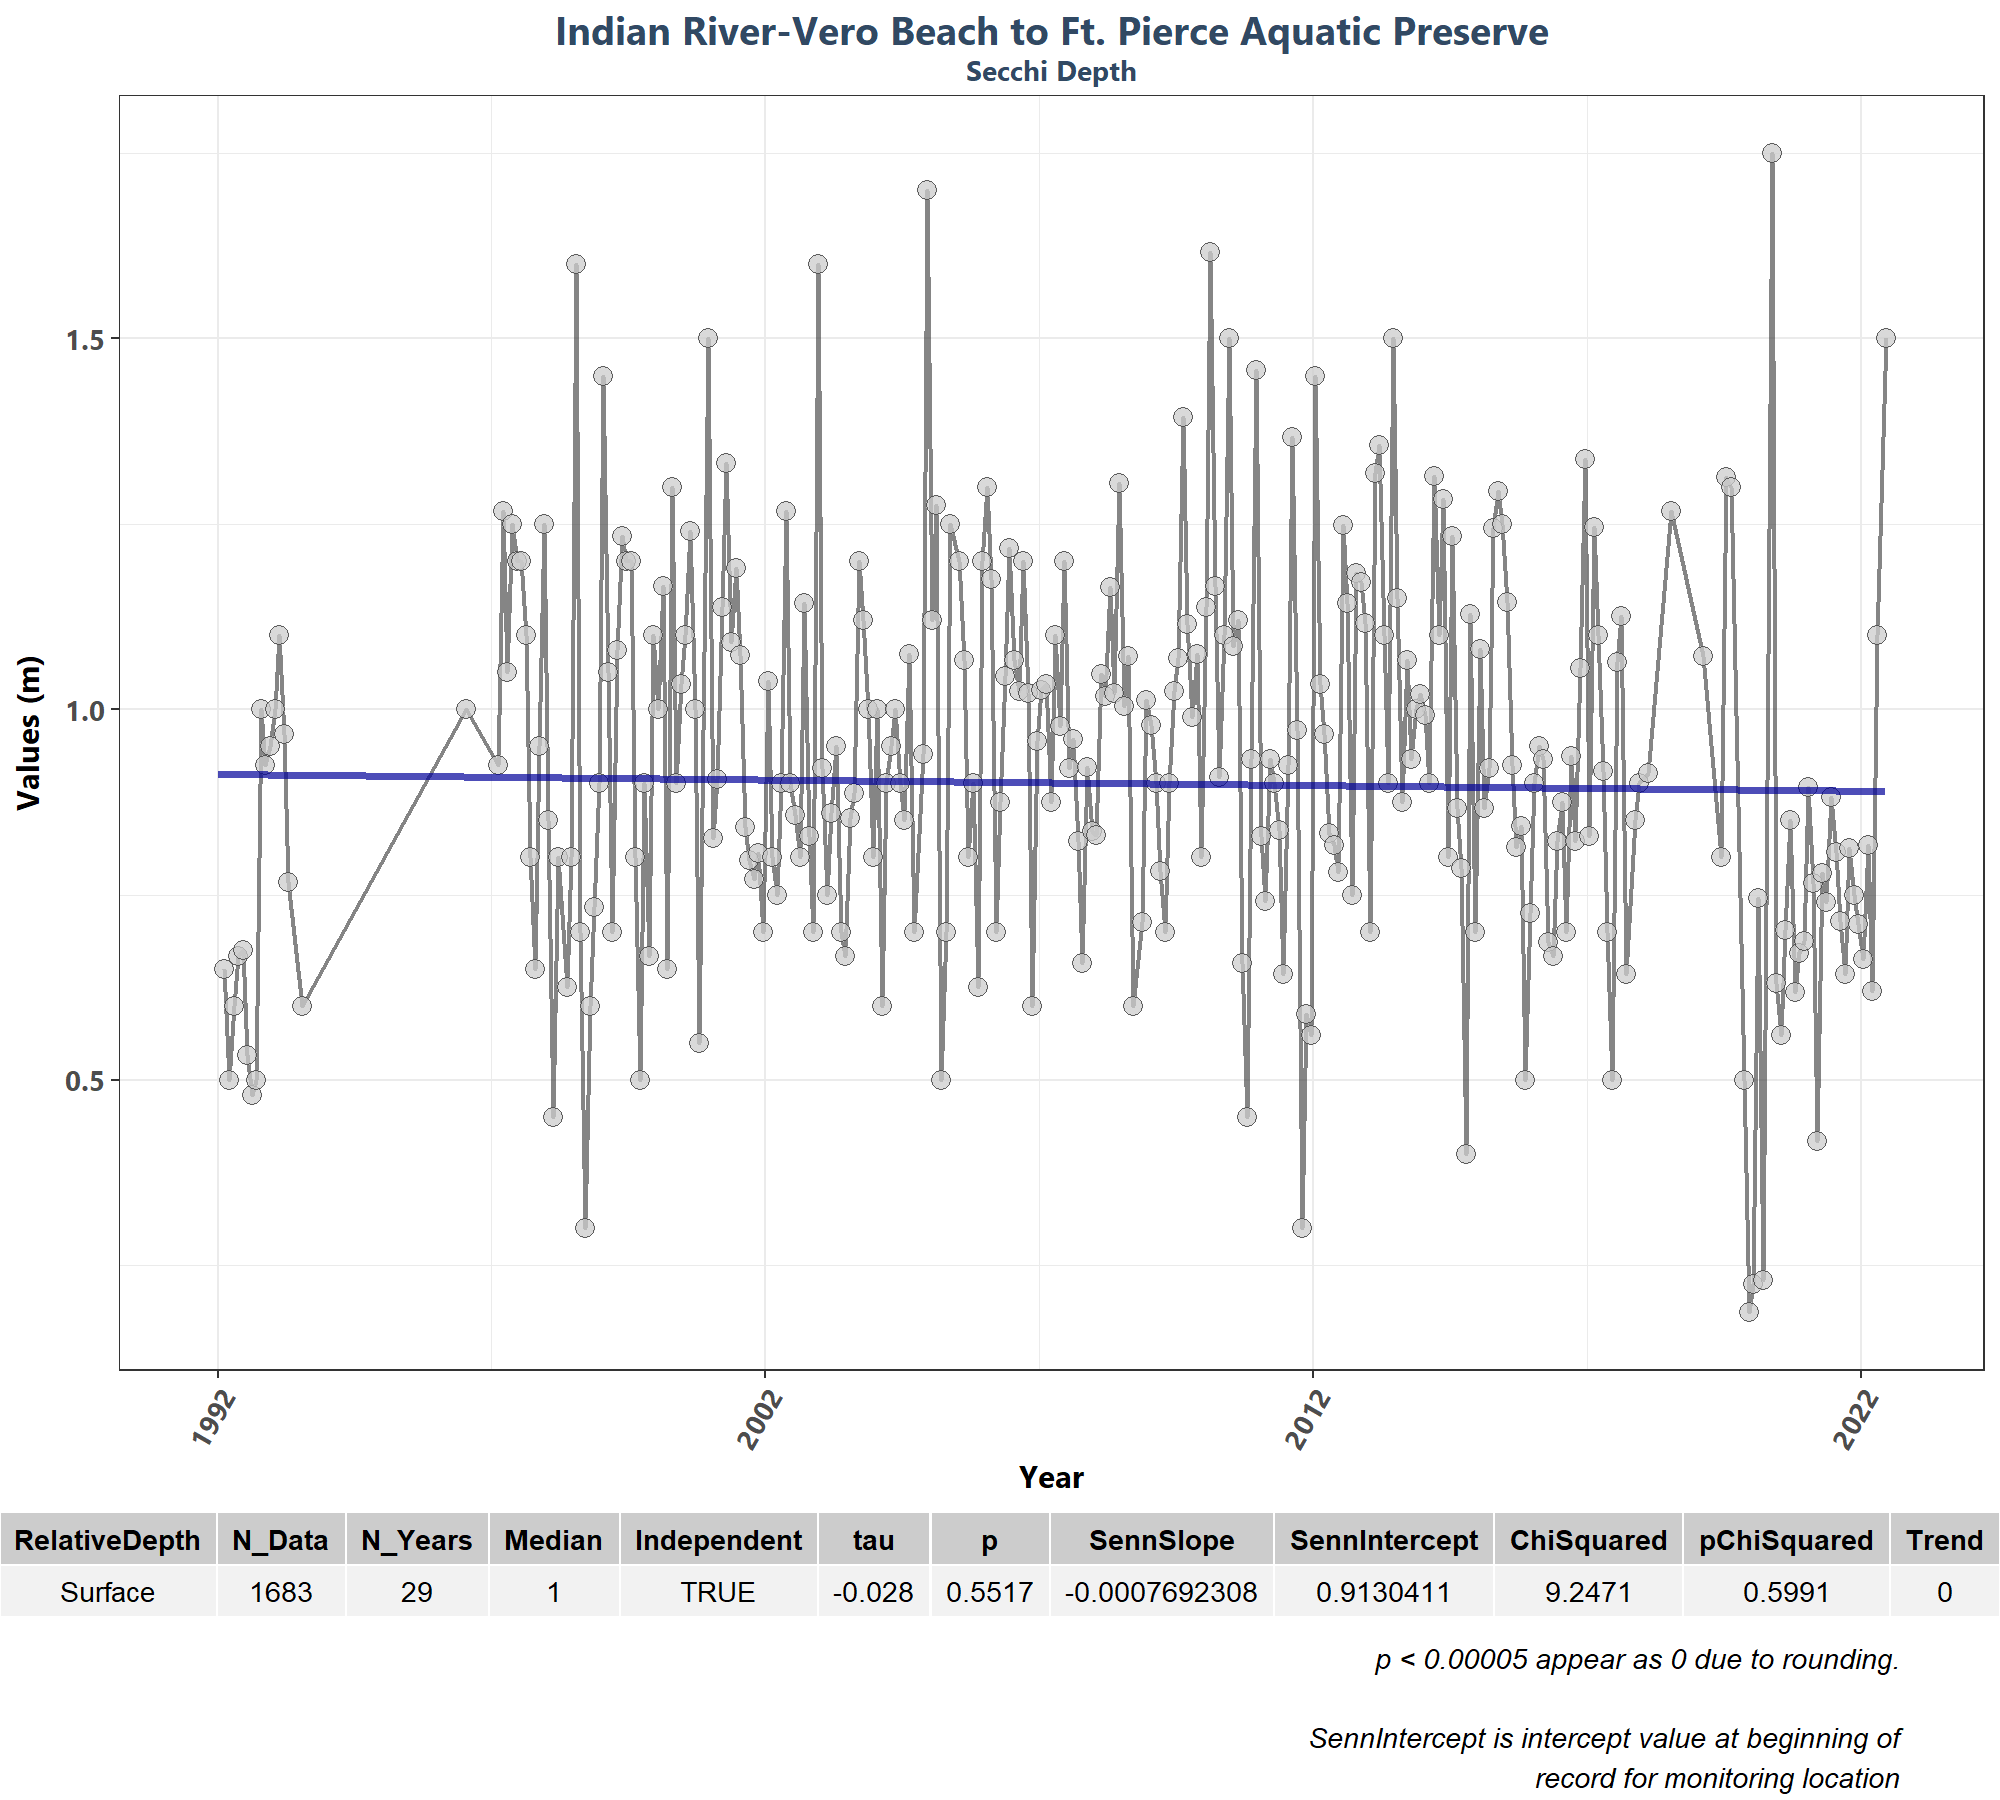 Indian River-Vero Beach to Ft. Pierce Aquatic Preserve
Secchi Depth
Values (m)
1.5
1.0
0.5
1992 2002 2012 2022
Year
RelativeDepth N_Data N_Years Median Independent tau p SennSlope SennIntercept ChiSquared pChiSquared Trend
Surface 1683 29 1 TRUE -0.028 0.5517 -0.0007692308 0.9130411 9.2471 0.5991 0
p < 0.00005 appear as 0 due to rounding.
SennIntercept is intercept value at beginning of
record for monitoring location